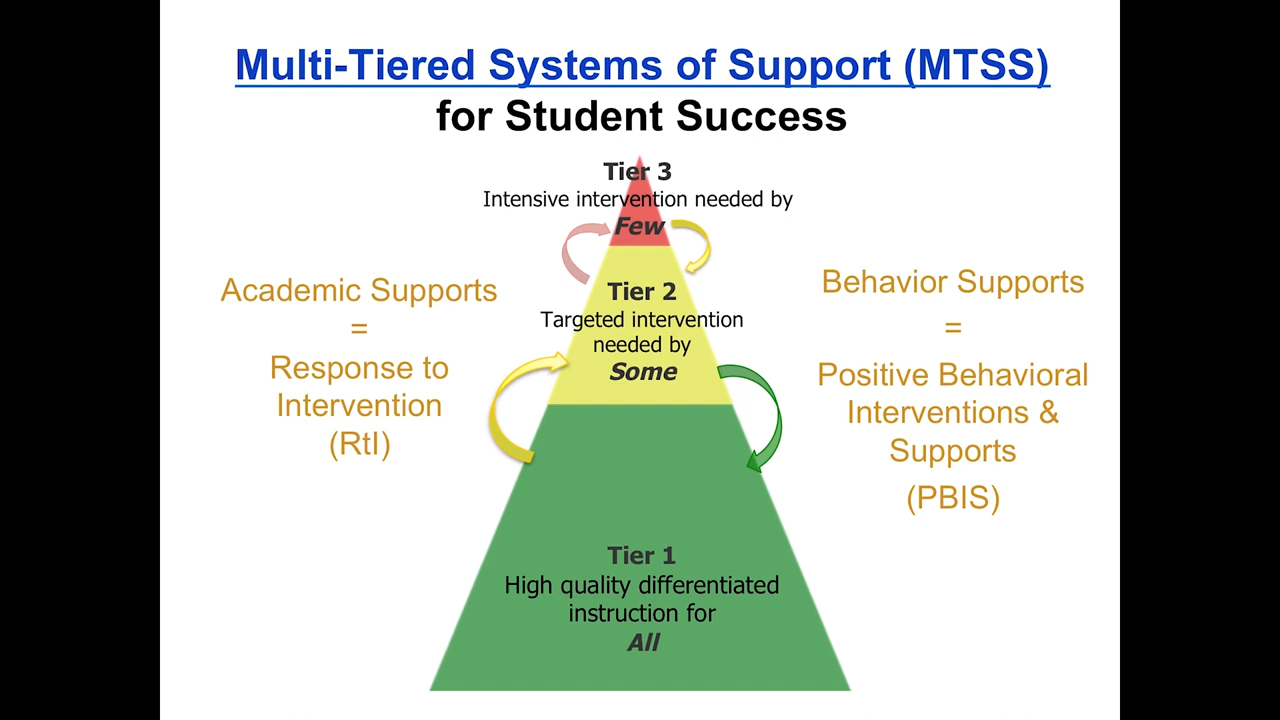 Multi-Tiered Systems of Support (MTSS)
for Student Success
Tier 3
Intensive intervention needed by
Few
Academic Supports
=
Response to
Intervention
(RtI)
Tier 2
Targeted intervention
needed by
Some
Behavior Supports
=
Positive Behavioral
Interventions &
Supports
(PBIS)
Tier 1
High quality differentiated
instruction for
All